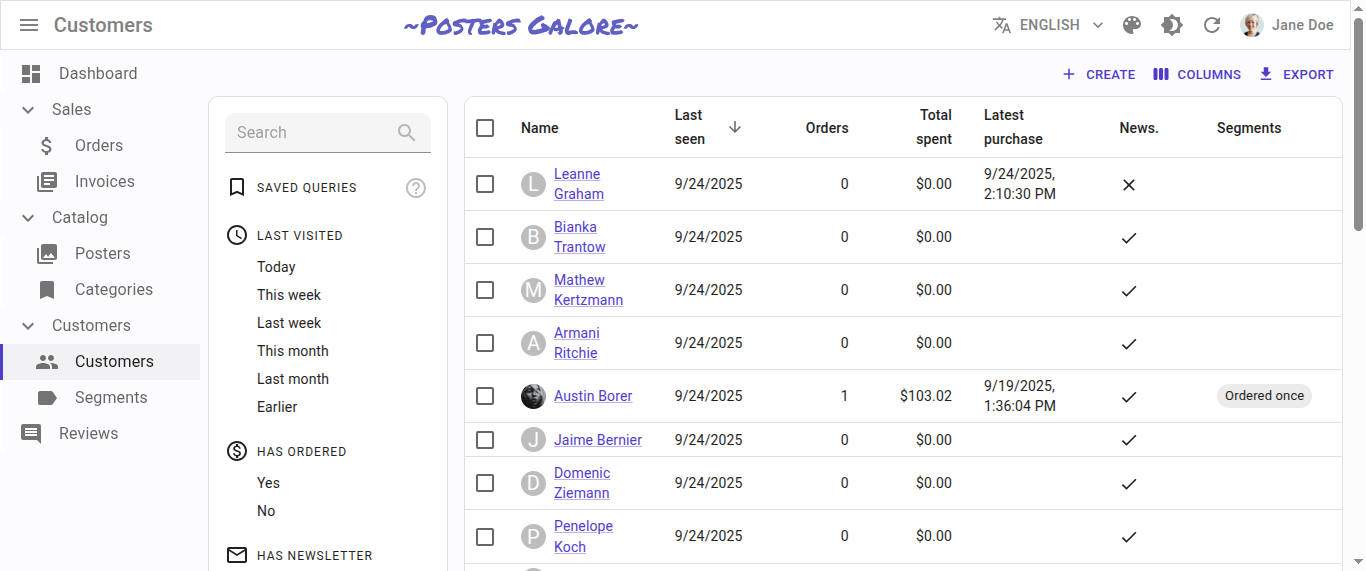 Customers
~Posters Galore~
ENGLISH
Jane Doe
Dashboard
Sales
Orders
Invoices
Catalog
Posters
Categories
Customers
Customers
Segments
Reviews
CREATE
COLUMNS
EXPORT
Search
SAVED QUERIES
?
LAST VISITED
Today
This week
Last week
This month
Last month
Earlier
HAS ORDERED
Yes
No
HAS NEWSLETTER
Name
Last
seen
Orders
Total
spent
Latest
purchase
News.
Segments
L
Leanne
Graham
9/24/2025
0
$0.00
9/24/2025,
2:10:30 PM
B
Bianka
Trantow
9/24/2025
0
$0.00
M
Mathew
Kertzmann
9/24/2025
0
$0.00
A
Armani
Ritchie
9/24/2025
0
$0.00
Austin Borer
9/24/2025
1
$103.02
9/19/2025,
1:36:04 PM
Ordered once
J
Jaime Bernier
9/24/2025
0
$0.00
D
Domenic
Ziemann
9/24/2025
0
$0.00
P
Penelope
Koch
9/24/2025
0
$0.00